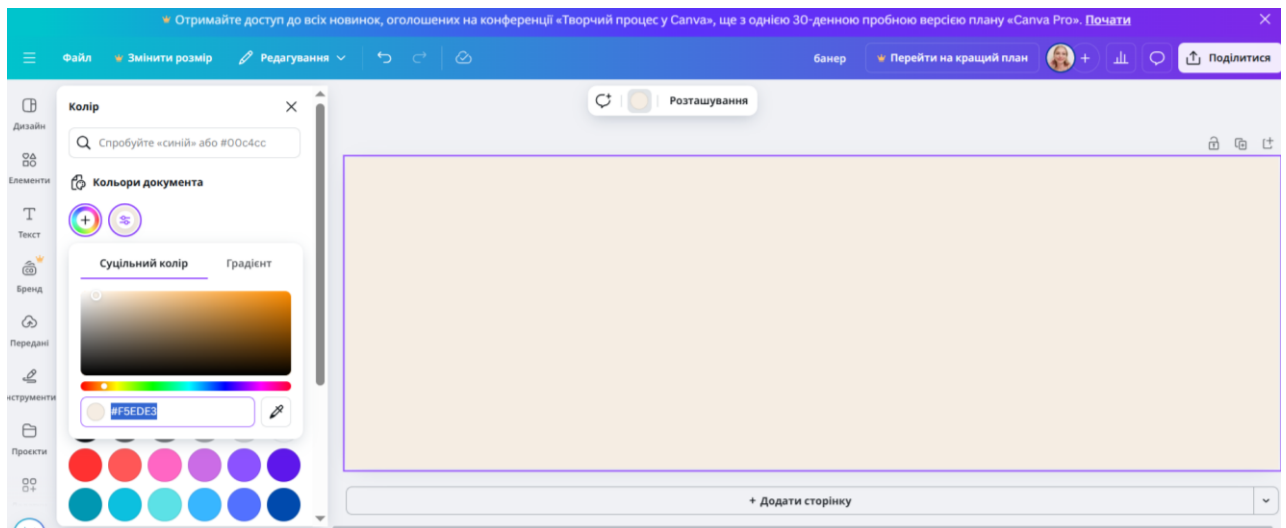 Отримайте доступ до всіх новинок, оголошених на конференції «Творчий процес у Canva», ще з однією 30-денною пробною версією плану «Canva Pro». Почати
Файл
Змінити розмір
Редагування
банер
Перейти на кращий план
Поділитися
Дизайн
Елементи
Текст
Бренд
Передані
нструменти
Проєкти
Колір
Спробуйте «синій» або #00c4cc
Кольори документа
Суцільний колір
Градієнт
#F5EDE3
Розташування
+ Додати сторінку